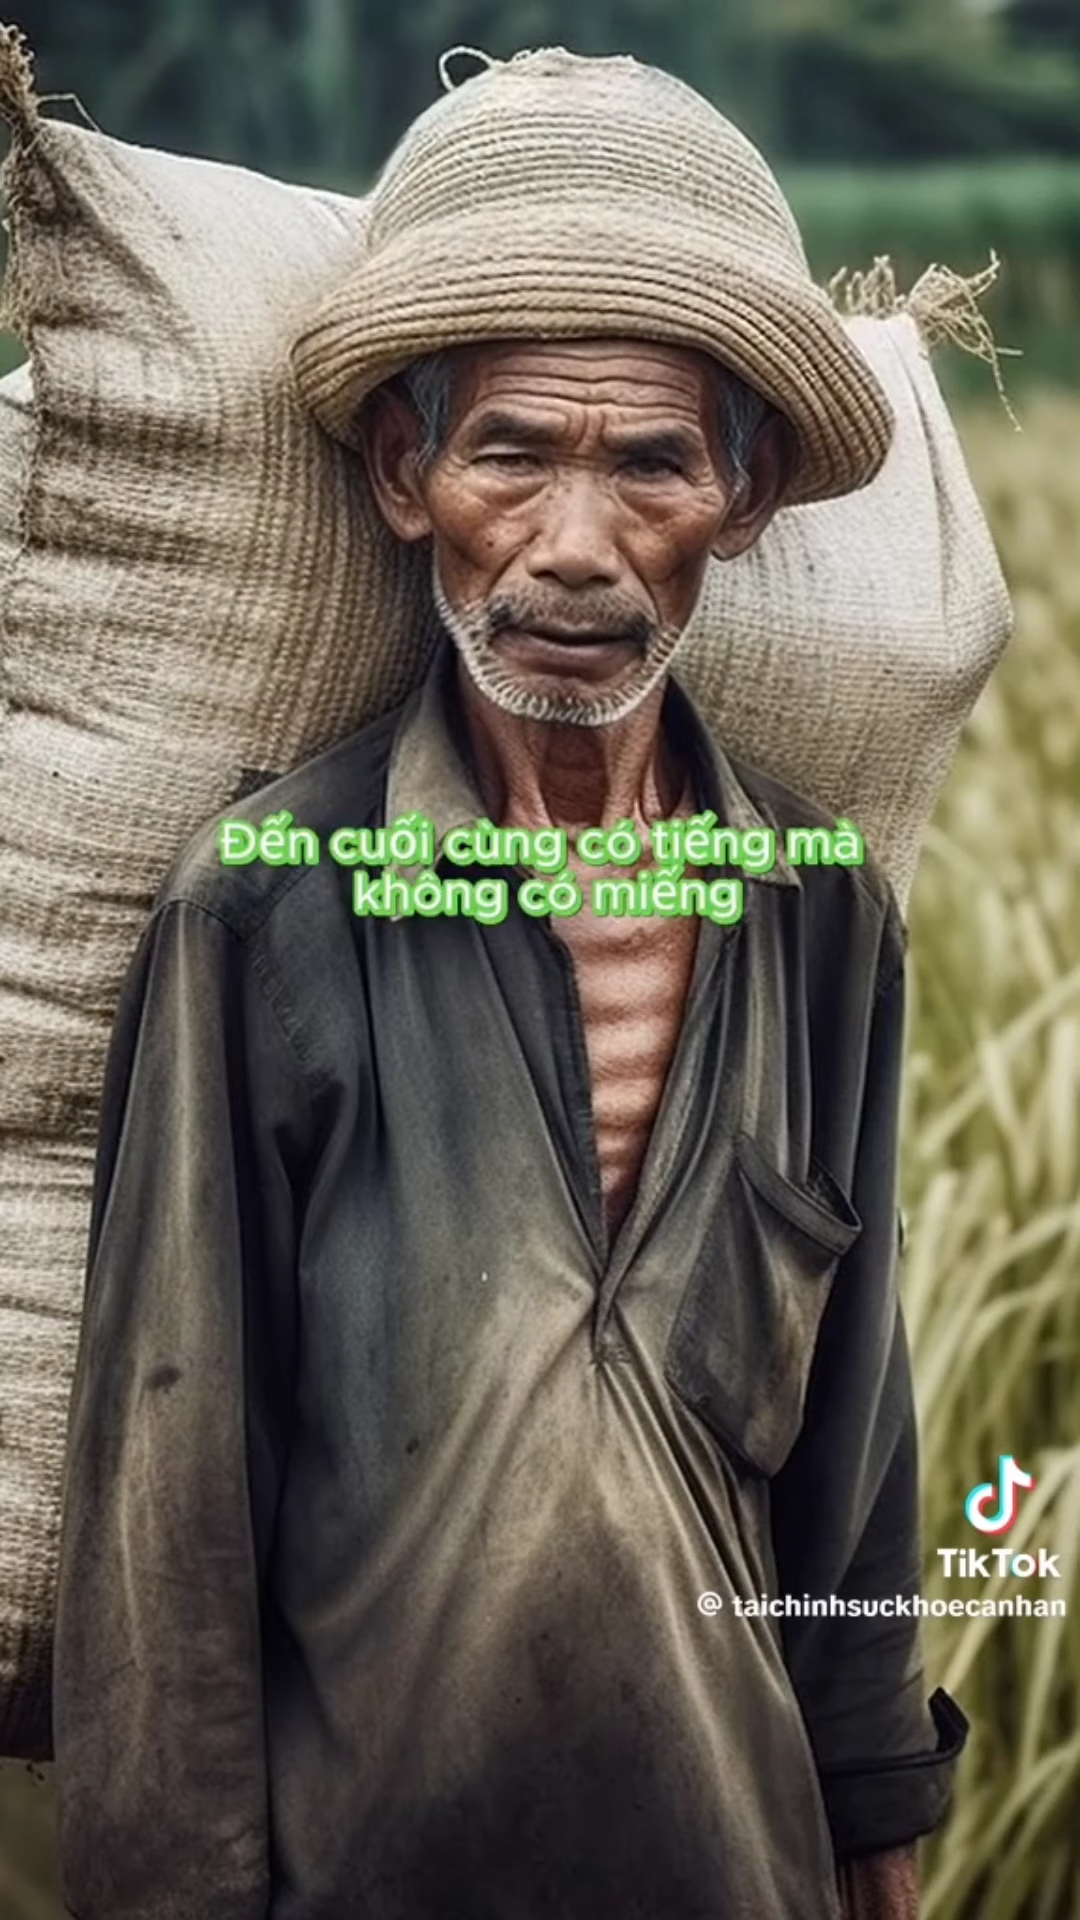 Đến cuối cùng có tiếng mà
không có miếng
TikTok
@ taichinhsuckhoecanhan